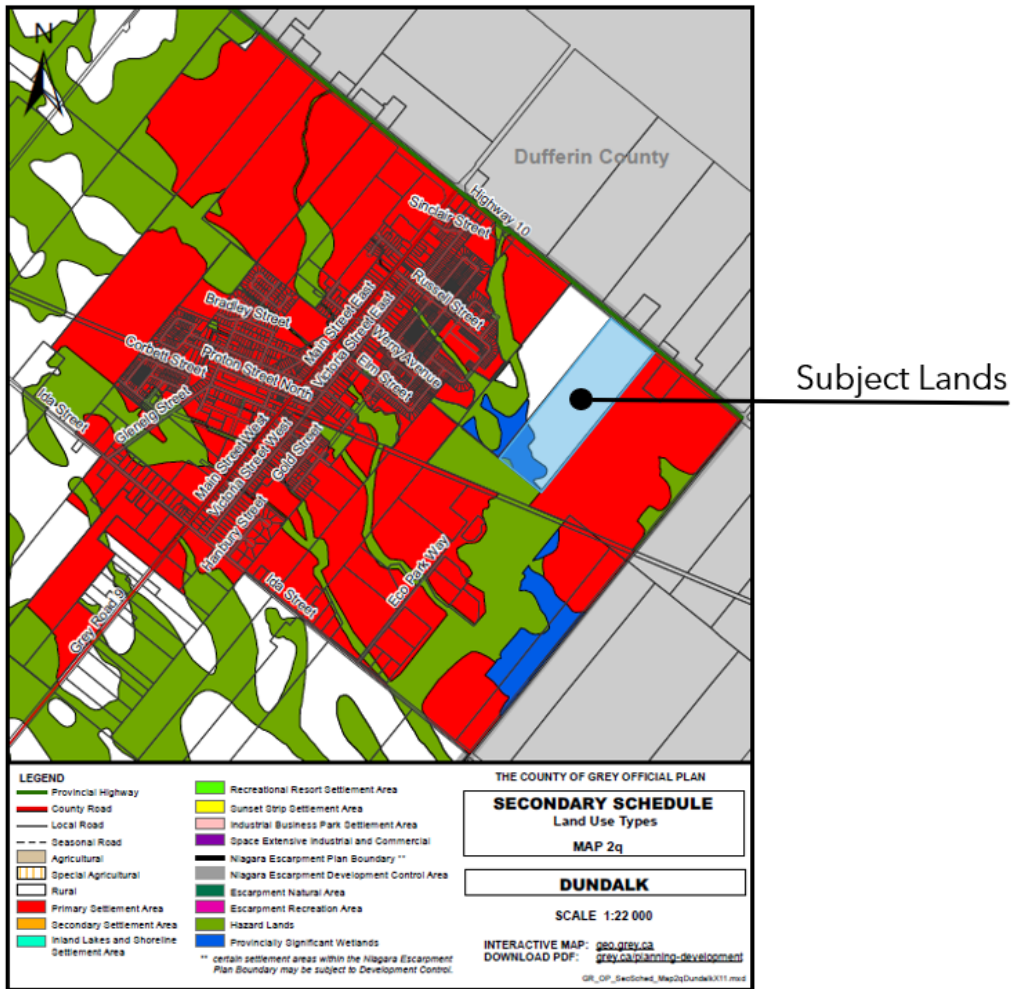 N
Dufferin County
Highway 10
Sinclair Street
Russell Street
Bradley Street
Main Street East
Victoria Street East
Werry Avenue
Elm Street
Corbett Street
Proton Street North
Ida Street
Glenelg Street
Main Street West
Victoria Street West
Gold Street
Hanbury Street
Ida Street
Eco Park Way
Grey Road 9
Subject Lands
LEGEND
Provincial Highway
County Road
Local Road
Seasonal Road
Agricultural
Special Agricultural
Rural
Primary Settlement Area
Secondary Settlement Area
Inland Lakes and Shoreline
Settlement Area
Recreational Resort Settlement Area
Sunset Strip Settlement Area
Industrial Business Park Settlement Area
Space Extensive Industrial and Commercial
Niagara Escarpment Plan Boundary **
Niagara Escarpment Development Control Area
Escarpment Natural Area
Escarpment Recreation Area
Hazard Lands
Provincially Significant Wetlands
** certain settlement areas within the Niagara Escarpment
Plan Boundary may be subject to Development Control.
THE COUNTY OF GREY OFFICIAL PLAN
SECONDARY SCHEDULE
Land Use Types
MAP 2q
DUNDALK
SCALE 1:22 000
INTERACTIVE MAP: geo.grey.ca
DOWNLOAD PDF: grey.ca/planning-development
GR_OP_SecSched_Map2qDundalkX11.mxd